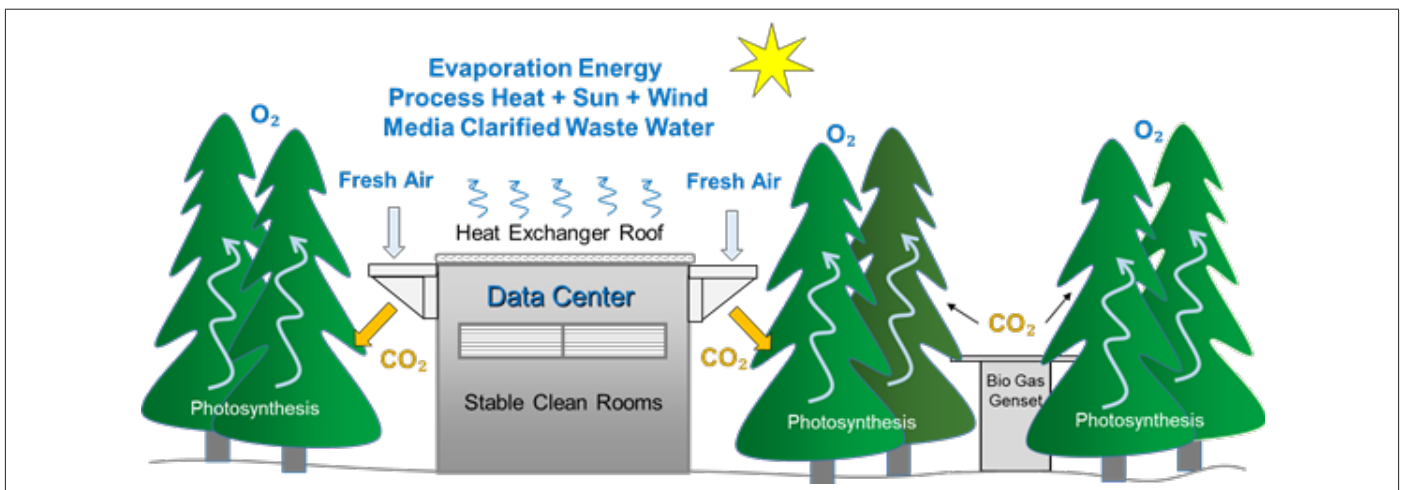 Evaporation Energy
Process Heat + Sun + Wind
Media Clarified Waste Water
O₂
O₂
O₂
Fresh Air
Fresh Air
Heat Exchanger Roof
Data Center
CO₂
CO₂
CO₂
Stable Clean Rooms
Bio Gas
Genset
Photosynthesis
Photosynthesis
Photosynthesis